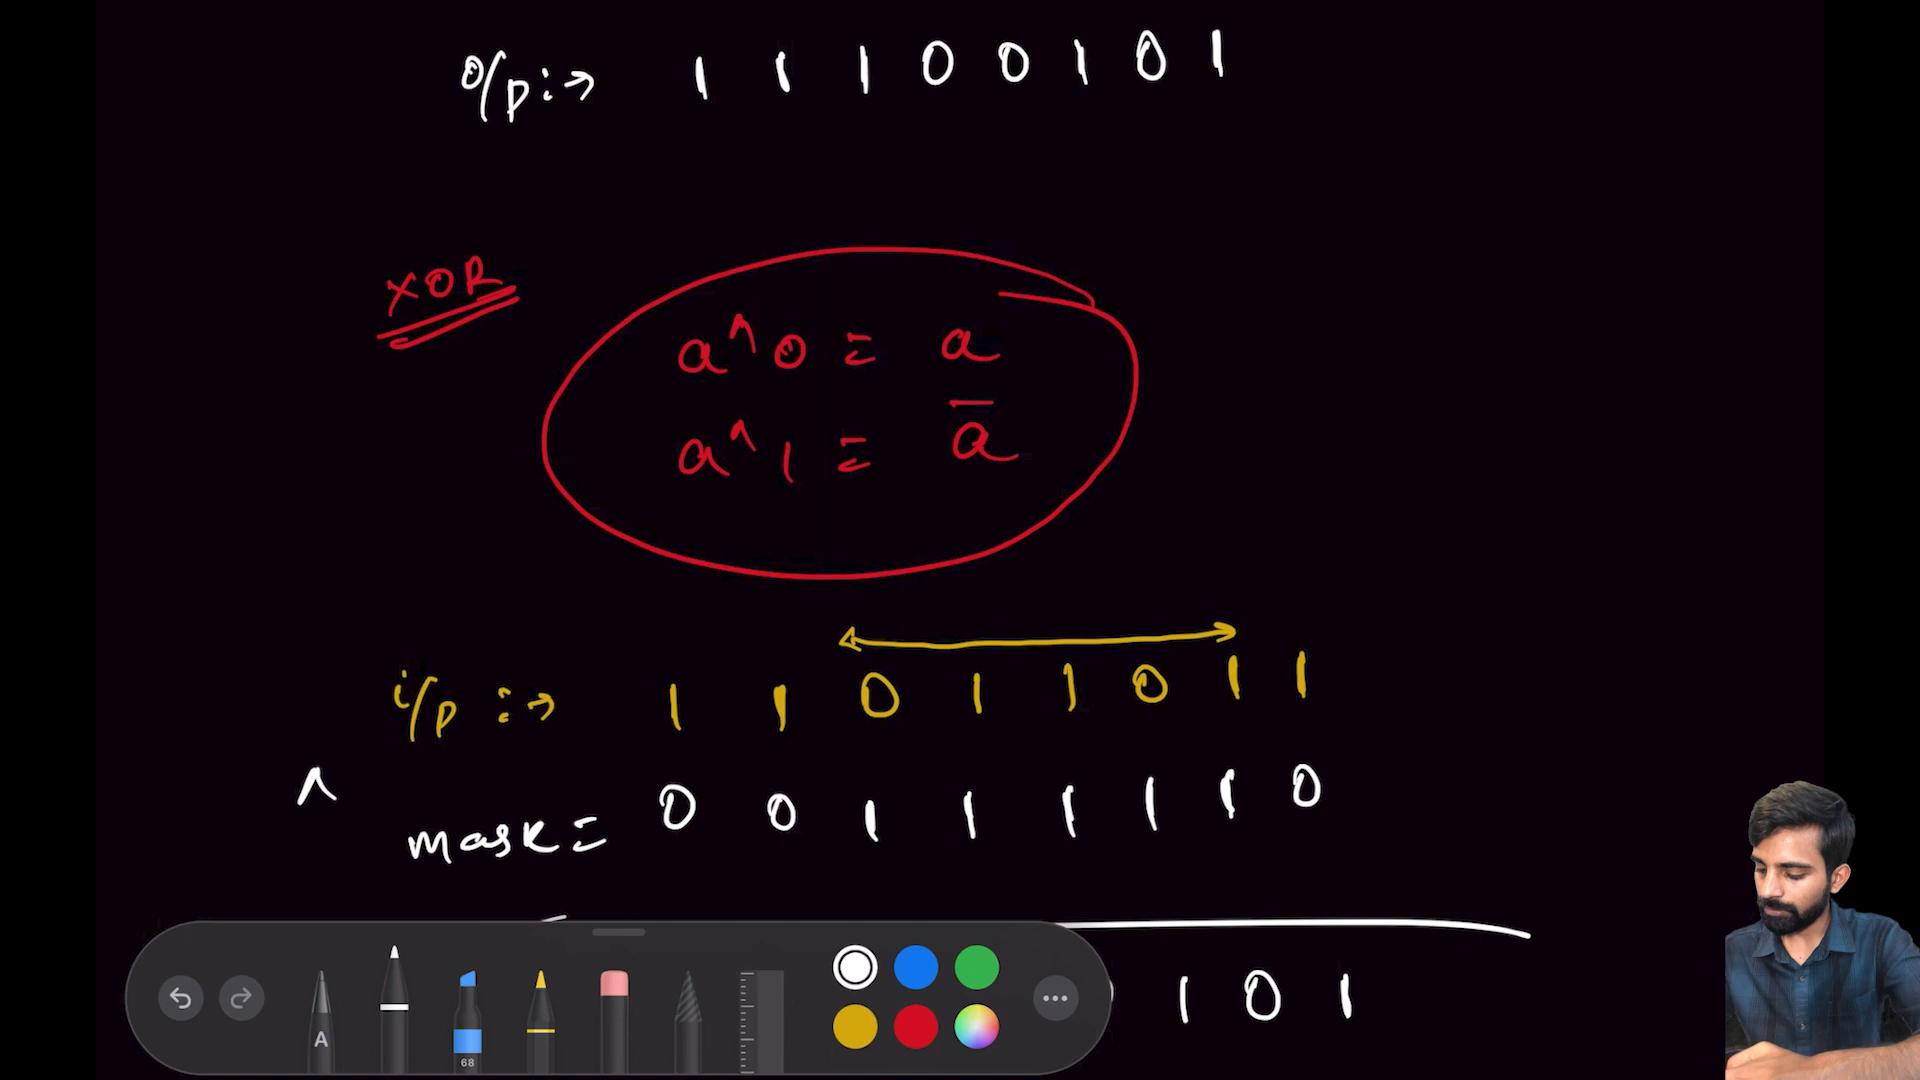 o/p :→ 1 1 1 0 0 1 0 1
XOR
a ^ 0 = a
a ^ 1 = a̅
i/p :→ 1 1 0 1 1 0 1 1
^
mask = 0 0 1 1 1 1 1 0
1 0 1
A
68